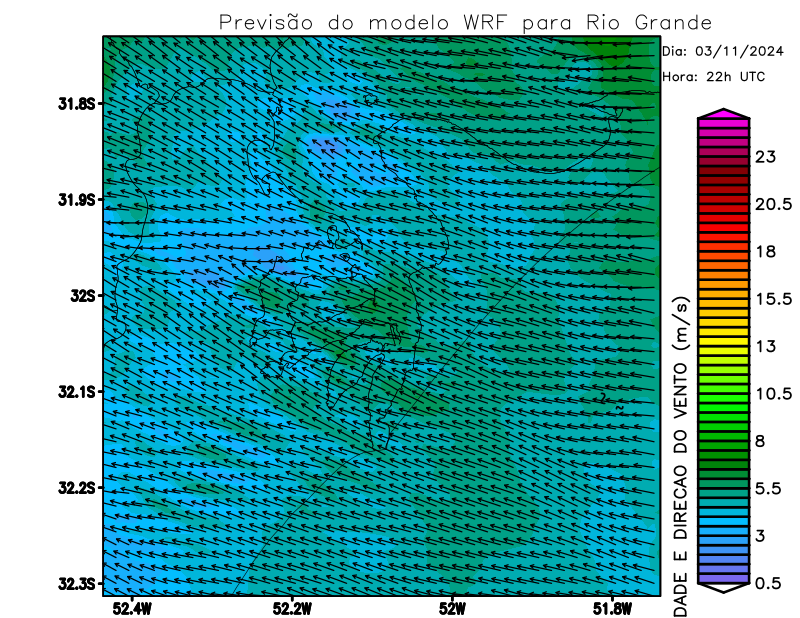 Previsão do modelo WRF para Rio Grande
Dia: 03/11/2024
Hora: 22h UTC
31.8S
31.9S
32S
32.1S
32.2S
32.3S
52.4W
52.2W
52W
51.8W
DADE E DIRECAO DO VENTO (m/s)
23
20.5
18
15.5
13
10.5
8
5.5
3
0.5